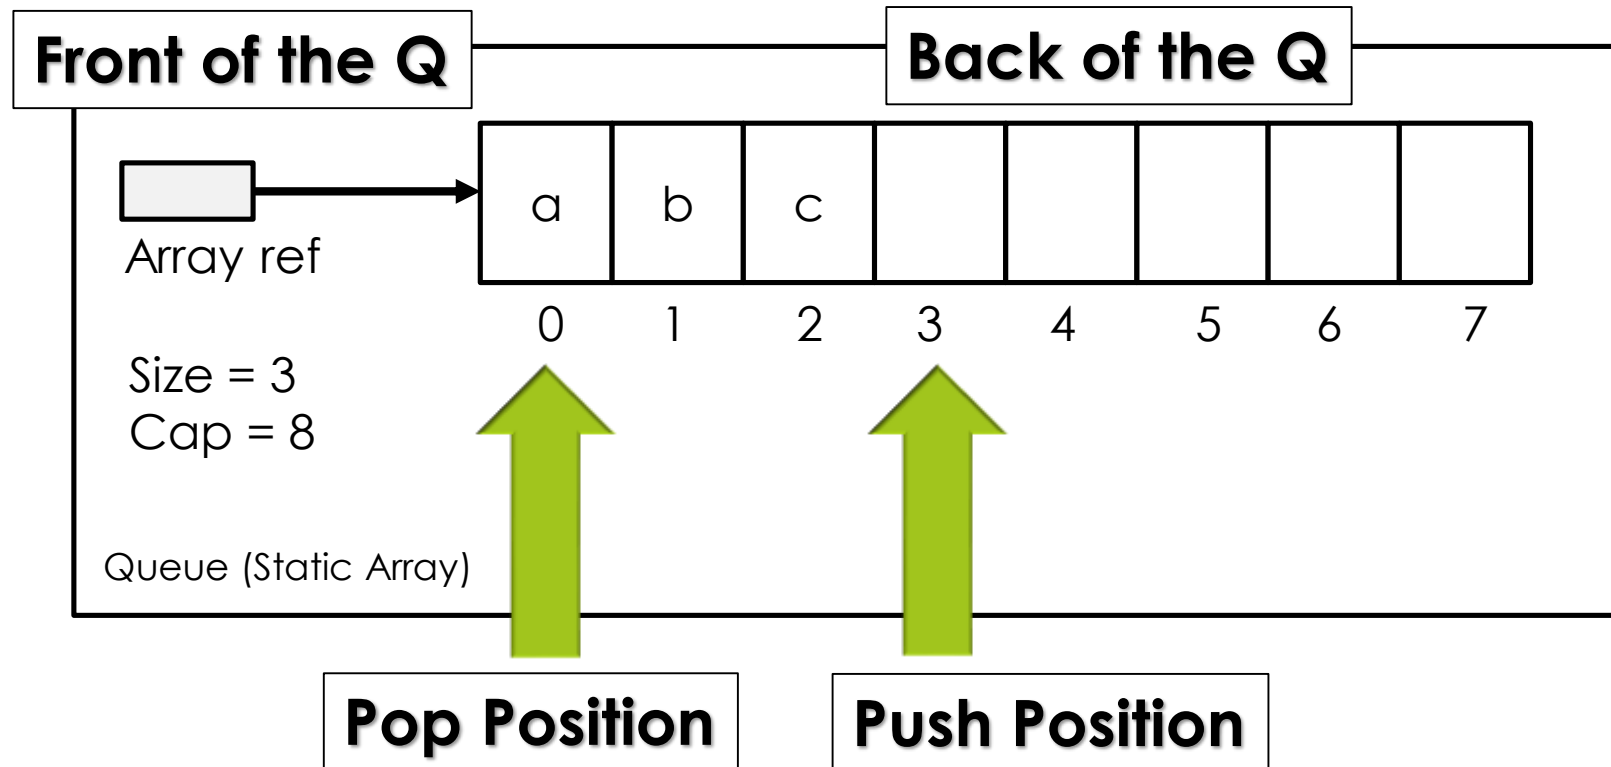 Front of the Q
Back of the Q
a b c
Array ref
0 1 2 3 4 5 6 7
Size = 3
Cap = 8
Queue (Static Array)
Pop Position
Push Position